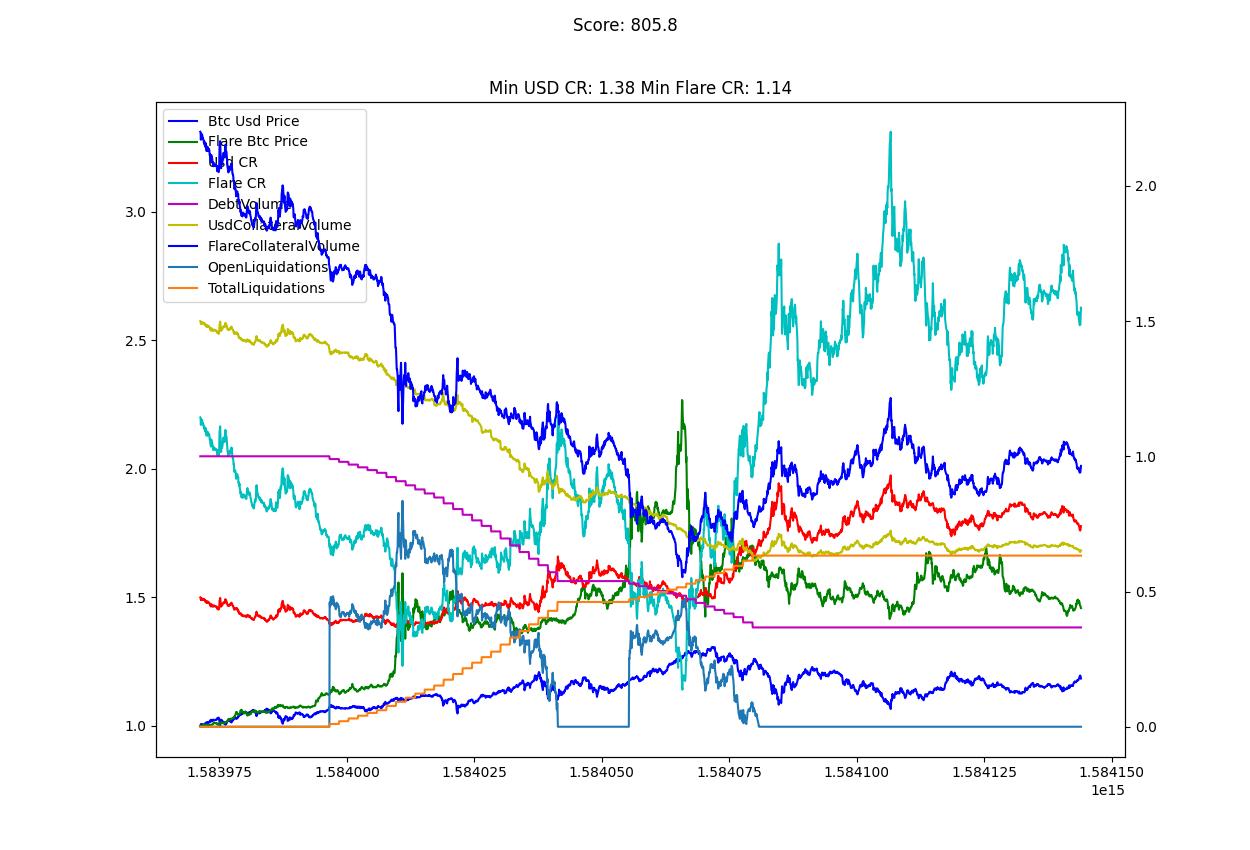 Score: 805.8
Min USD CR: 1.38 Min Flare CR: 1.14
Btc Usd Price
Flare Btc Price
Usd CR
Flare CR
DebtVolume
UsdCollateralVolume
FlareCollateralVolume
OpenLiquidations
TotalLiquidations
3.0
2.5
2.0
1.5
1.0
2.0
1.5
1.0
0.5
0.0
1.583975 1.584000 1.584025 1.584050 1.584075 1.584100 1.584125 1.584150
1e15